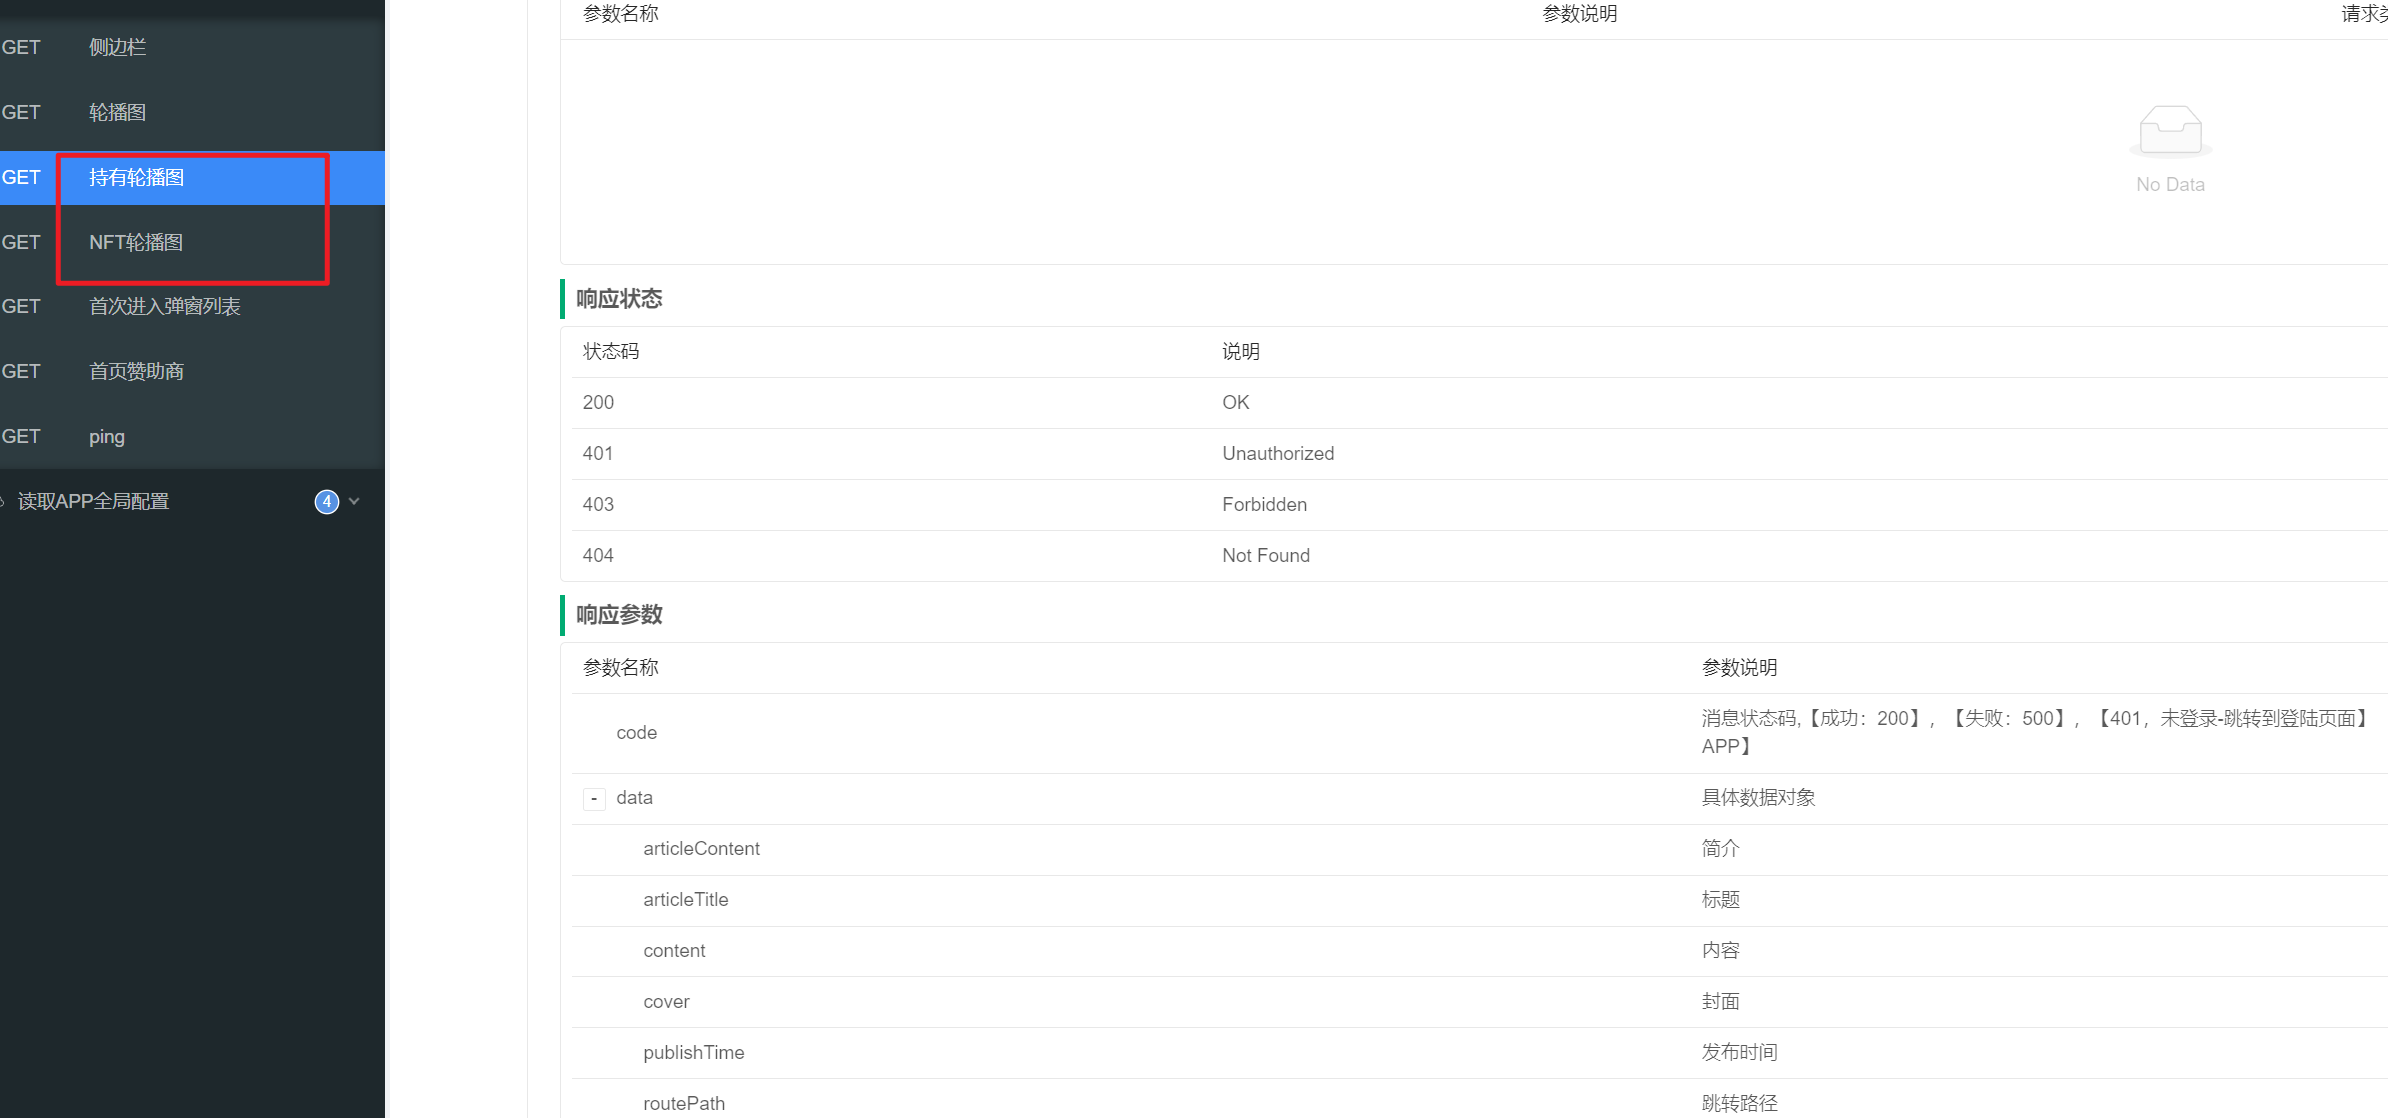 GET 侧边栏
GET 轮播图
GET 持有轮播图
GET NFT轮播图
GET 首次进入弹窗列表
GET 首页赞助商
GET ping
读取APP全局配置 4
参数名称 参数说明 请求
No Data
响应状态
状态码 说明
200 OK
401 Unauthorized
403 Forbidden
404 Not Found
响应参数
参数名称 参数说明
code 消息状态码,【成功：200】，【失败：500】，【401，未登录-跳转到登陆页面】
APP】
- data 具体数据对象
articleContent 简介
articleTitle 标题
content 内容
cover 封面
publishTime 发布时间
routePath 跳转路径